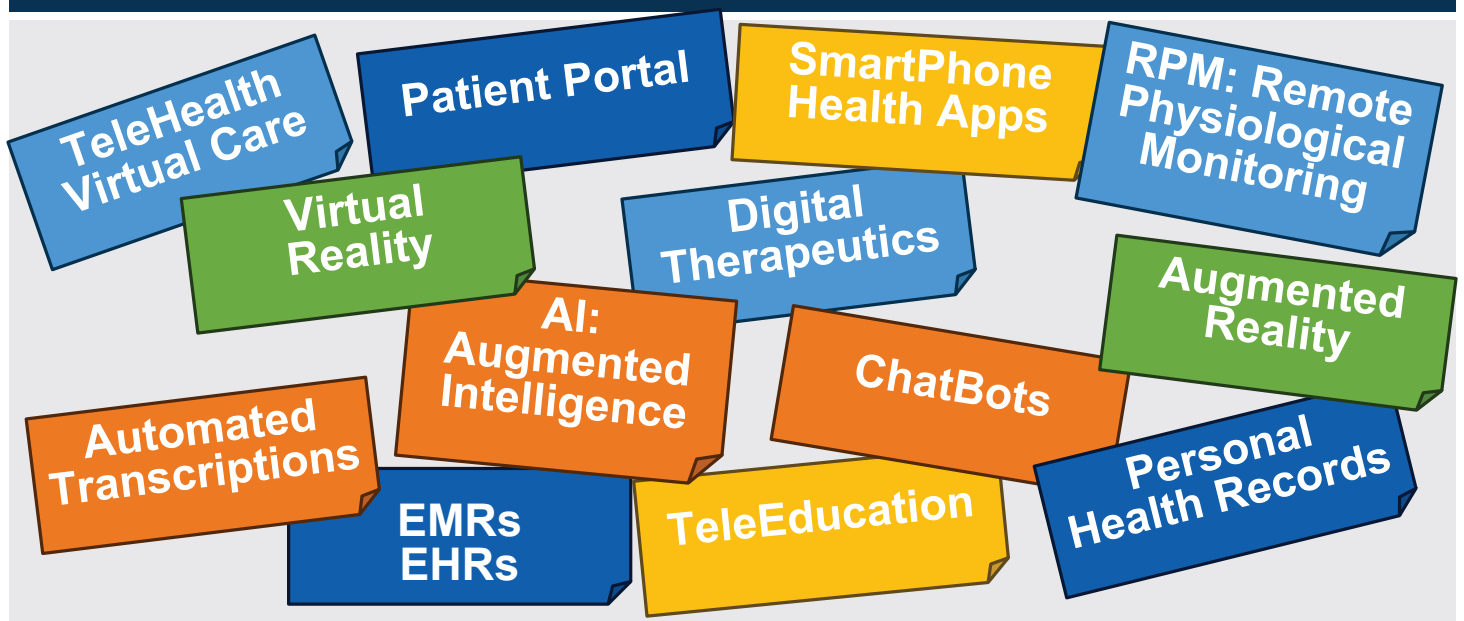 TeleHealth
Virtual Care
Patient Portal
SmartPhone
Health Apps
RPM: Remote
Physiological
Monitoring
Virtual
Reality
Digital
Therapeutics
Augmented
Reality
AI:
Augmented
Intelligence
ChatBots
Automated
Transcriptions
EMRs
EHRs
TeleEducation
Personal
Health Records